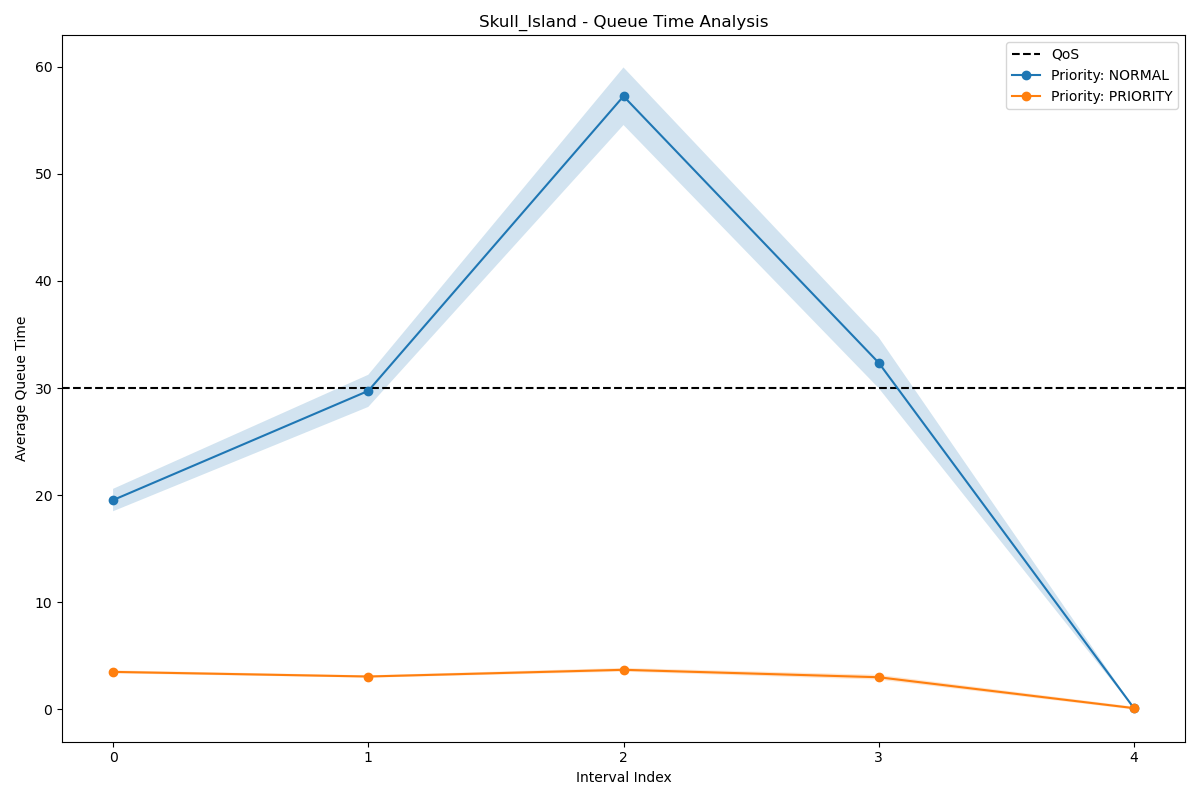 Skull_Island - Queue Time Analysis
QoS
Priority: NORMAL
Priority: PRIORITY
Average Queue Time
60
50
40
30
20
10
0
0 1 2 3 4
Interval Index